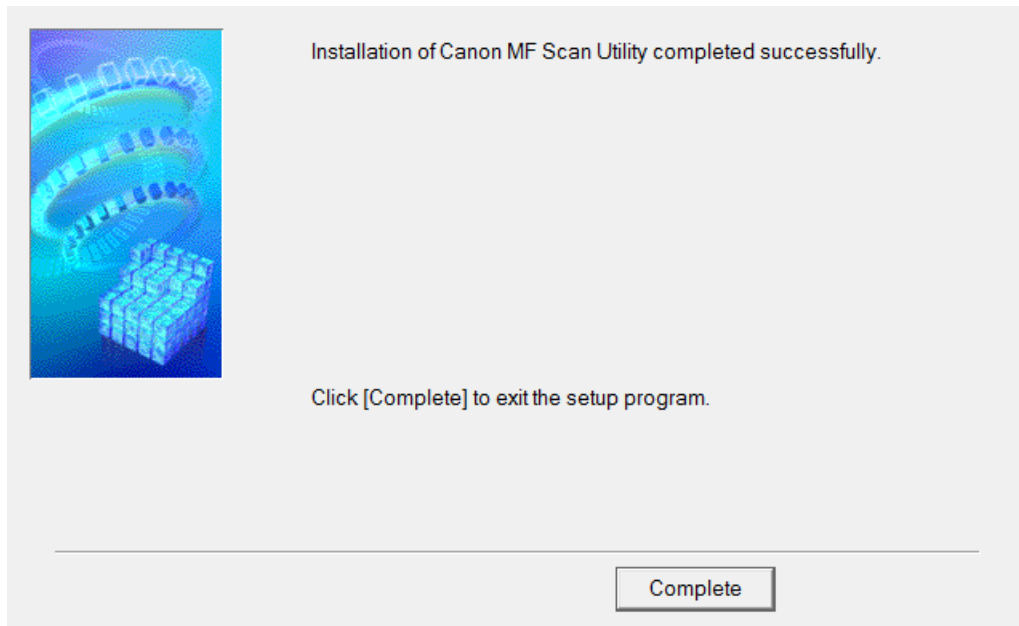 Installation of Canon MF Scan Utility completed successfully.
Click [Complete] to exit the setup program.
Complete